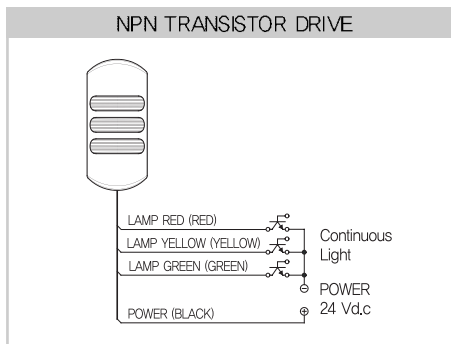 NPN TRANSISTOR DRIVE
LAMP RED (RED)
LAMP YELLOW (YELLOW)
LAMP GREEN (GREEN)
Continuous
Light
⊖ POWER
⊕ 24 Vd.c
POWER (BLACK)